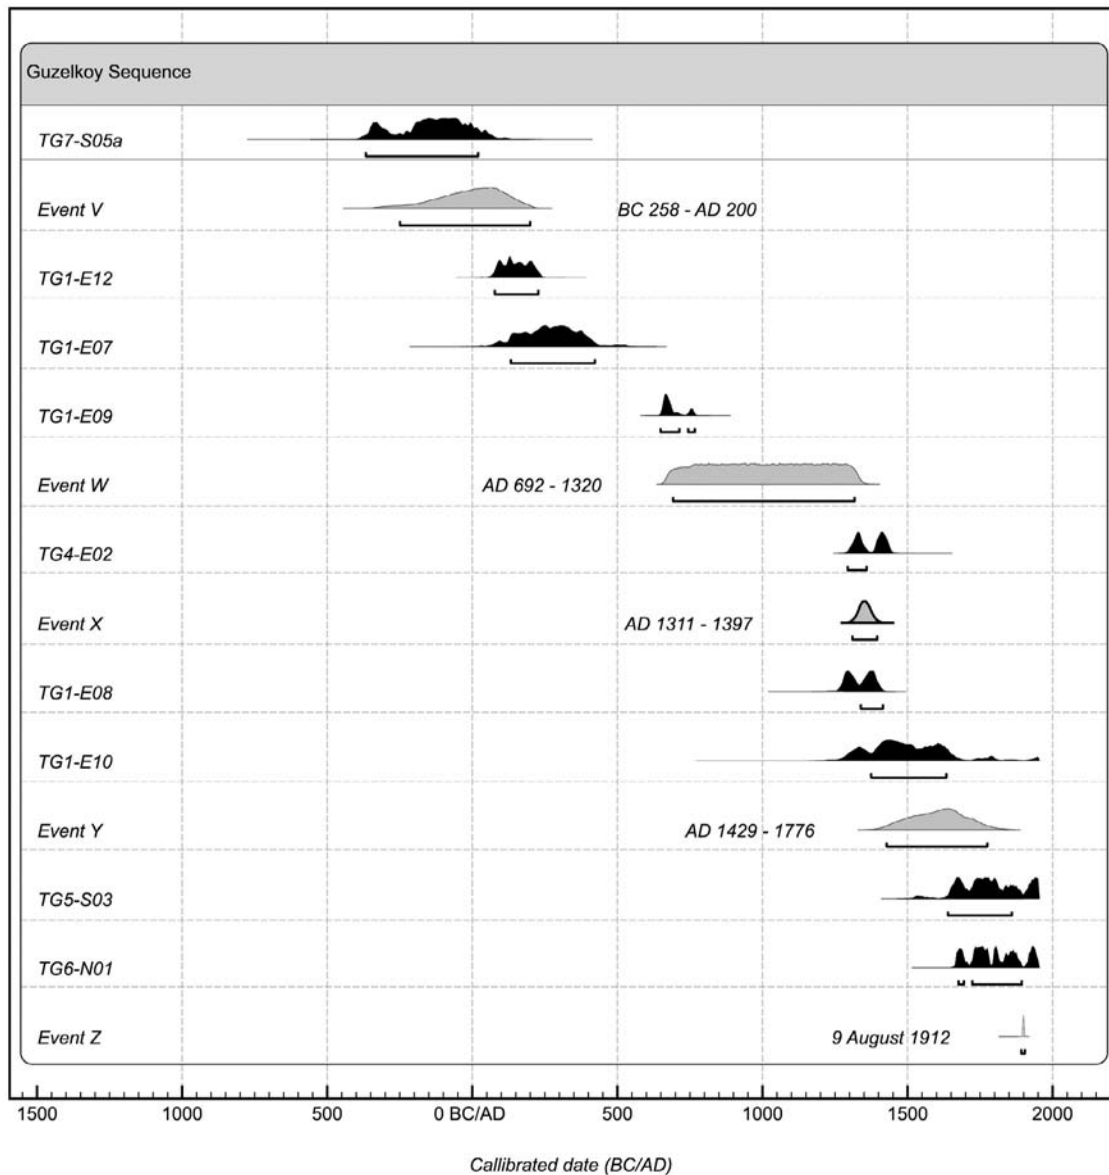 Guzelkoy Sequence
TG7-S05a
Event V BC 258 - AD 200
TG1-E12
TG1-E07
TG1-E09
Event W AD 692 - 1320
TG4-E02
Event X AD 1311 - 1397
TG1-E08
TG1-E10
Event Y AD 1429 - 1776
TG5-S03
TG6-N01
Event Z 9 August 1912
1500 1000 500 0 BC/AD 500 1000 1500 2000
Callibrated date (BC/AD)